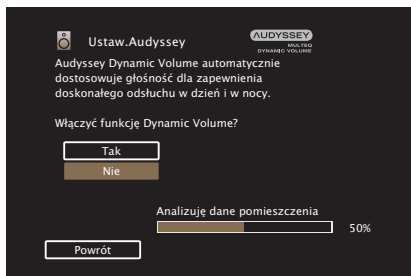 Ustaw.Audyssey
AUDYSSEY
MULTEQ
DYNAMIC VOLUME
Audyssey Dynamic Volume automatycznie
dostosowuje głośność dla zapewnienia
doskonałego odsłuchu w dzień i w nocy.
Włączyć funkcję Dynamic Volume?
Tak
Nie
Analizuję dane pomieszczenia
50%
Powrót